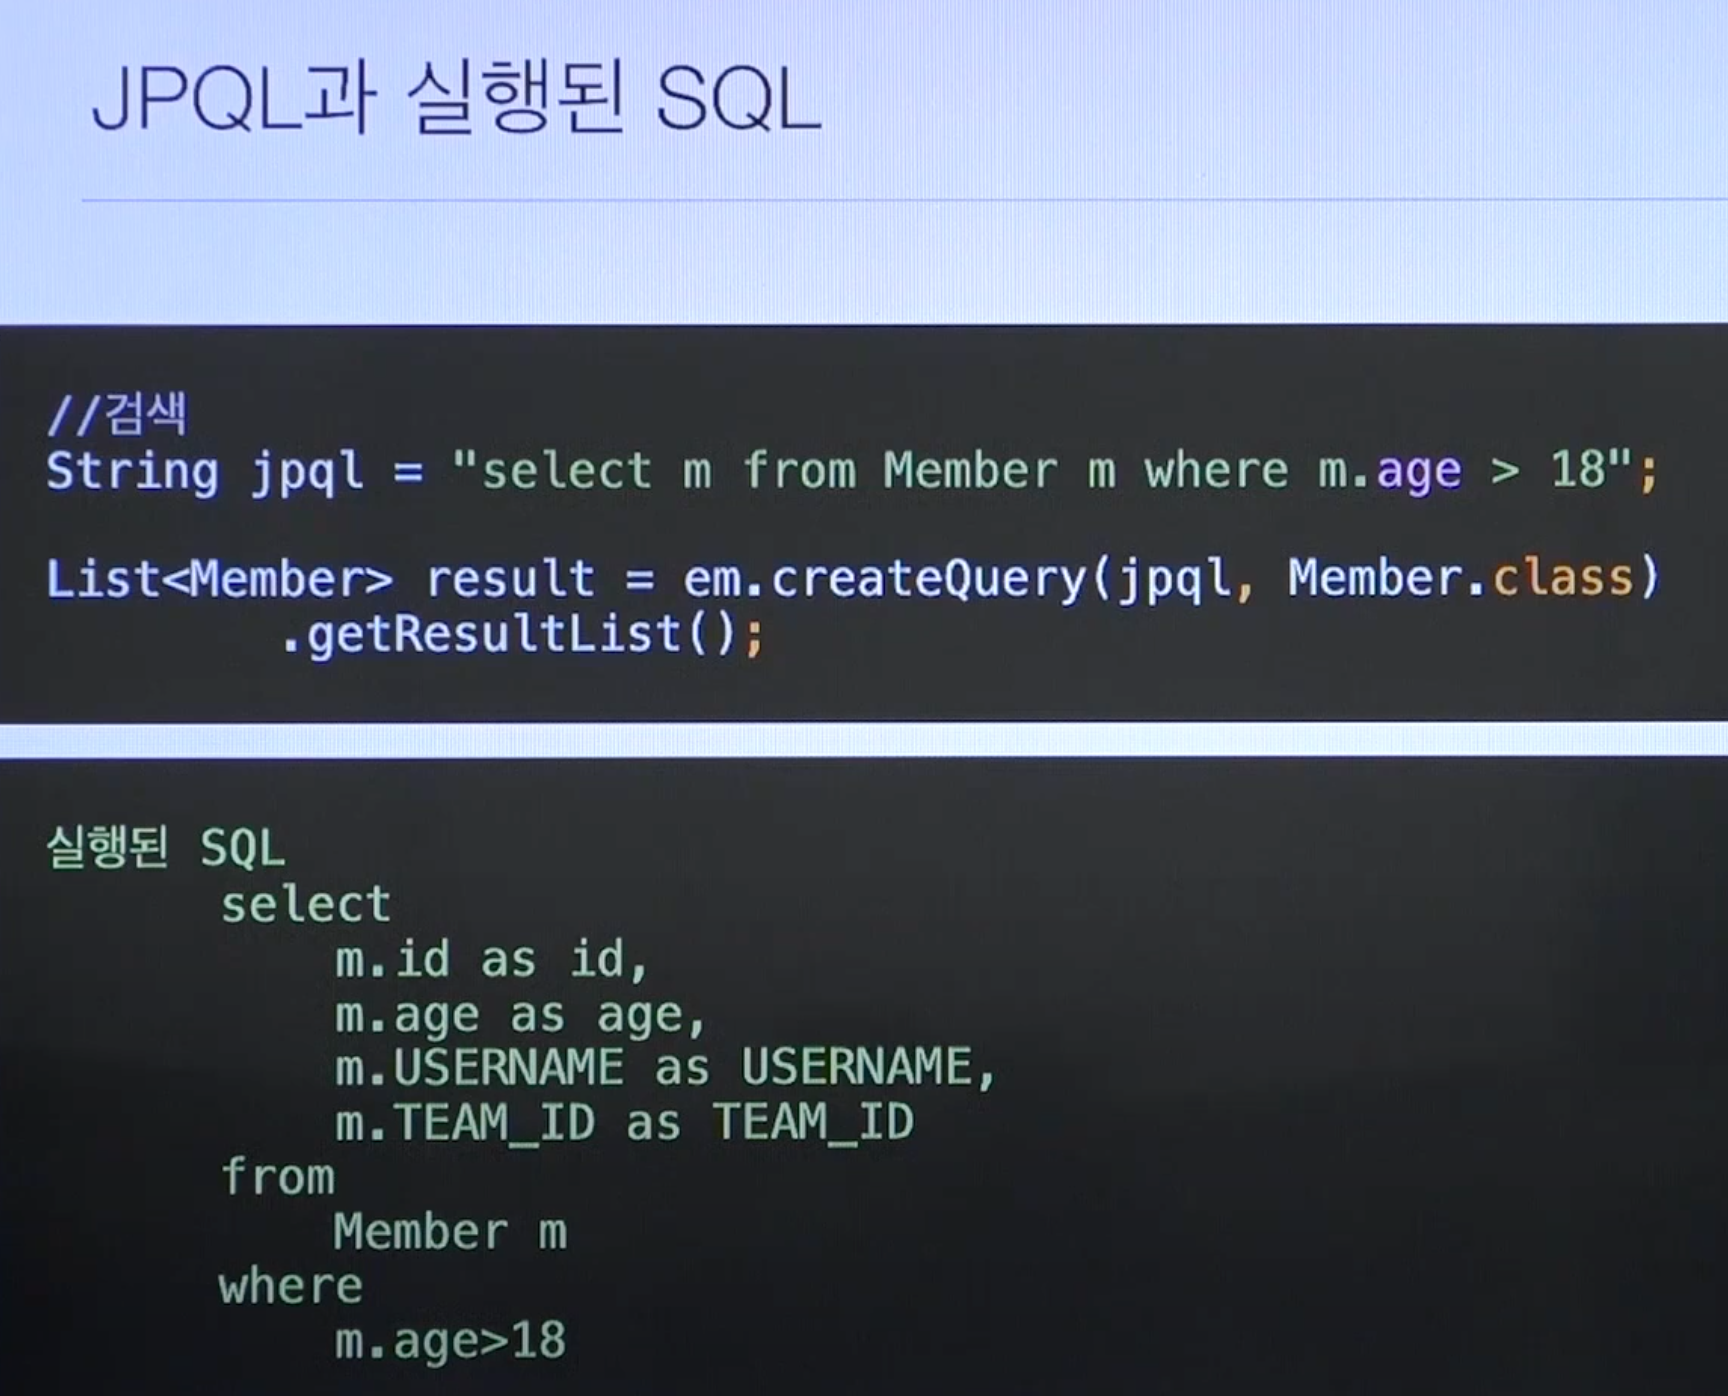 JPQL과 실행된 SQL
//검색
String jpql = "select m from Member m where m.age > 18";
List<Member> result = em.createQuery(jpql, Member.class)
.getResultList();
실행된 SQL
select
m.id as id,
m.age as age,
m.USERNAME as USERNAME,
m.TEAM_ID as TEAM_ID
from
Member m
where
m.age>18